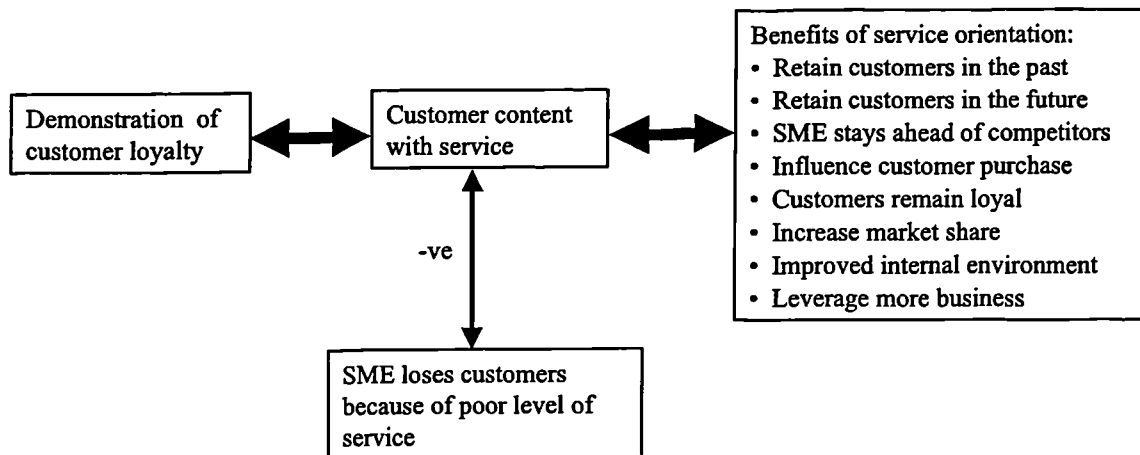 Demonstration of
customer loyalty
Customer content
with service
Benefits of service orientation:
• Retain customers in the past
• Retain customers in the future
• SME stays ahead of competitors
• Influence customer purchase
• Customers remain loyal
• Increase market share
• Improved internal environment
• Leverage more business
-ve
SME loses customers
because of poor level of
service